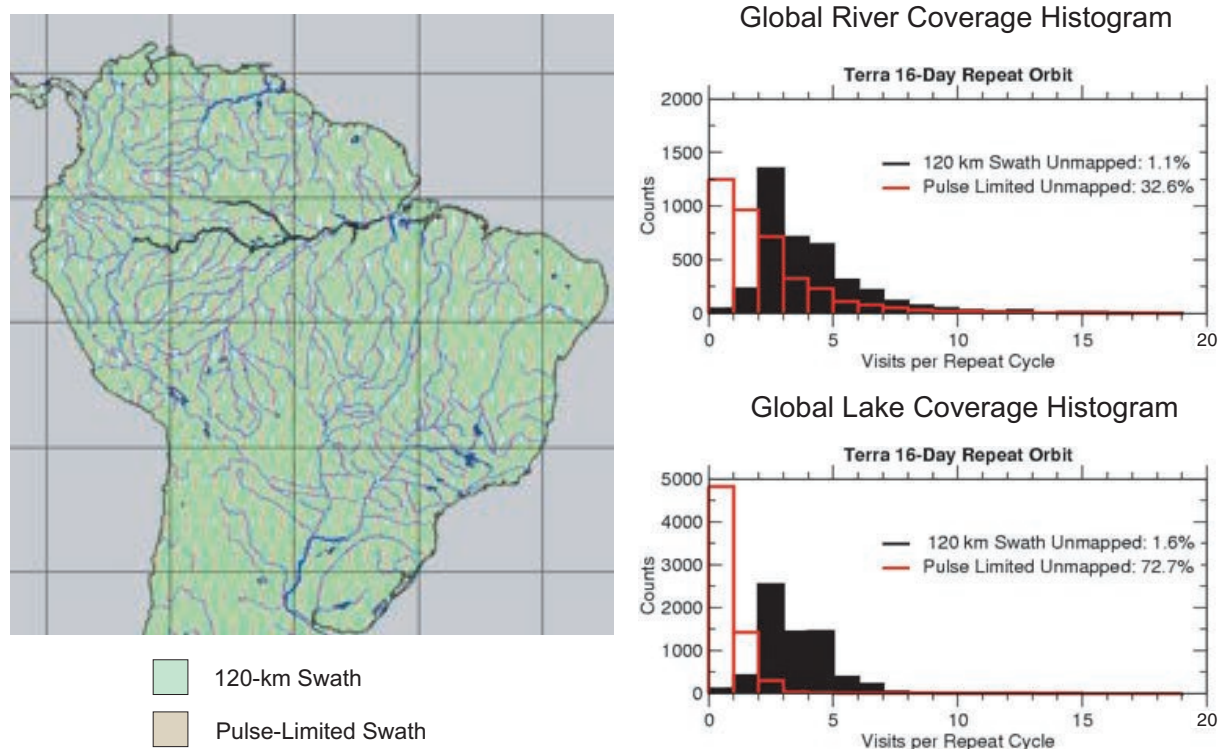 Global River Coverage Histogram
Terra 16-Day Repeat Orbit
2000
1500
1000
500
0
Counts
120 km Swath Unmapped: 1.1%
Pulse Limited Unmapped: 32.6%
0 5 10 15 20
Visits per Repeat Cycle
Global Lake Coverage Histogram
Terra 16-Day Repeat Orbit
5000
4000
3000
2000
1000
0
Counts
120 km Swath Unmapped: 1.6%
Pulse Limited Unmapped: 72.7%
0 5 10 15 20
Visits per Repeat Cycle
120-km Swath
Pulse-Limited Swath